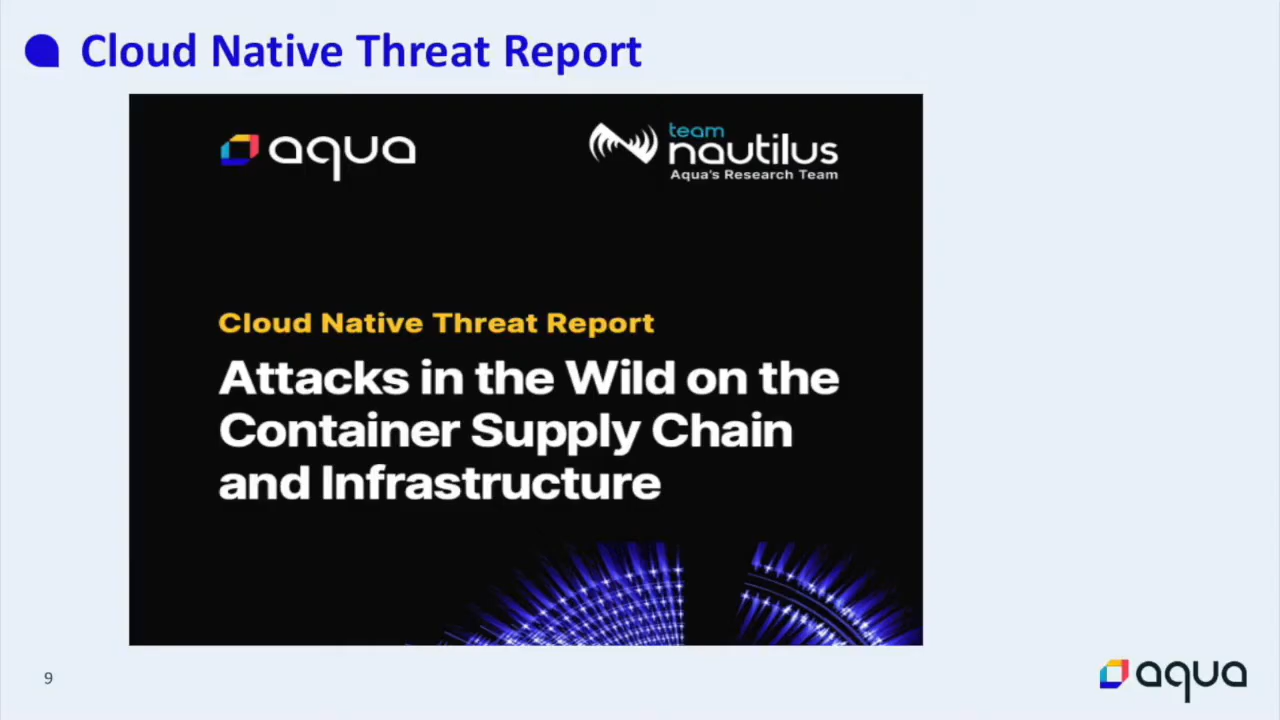 Cloud Native Threat Report
aqua
team
nautilus
Aqua's Research Team
Cloud Native Threat Report
Attacks in the Wild on the
Container Supply Chain
and Infrastructure
9
aqua